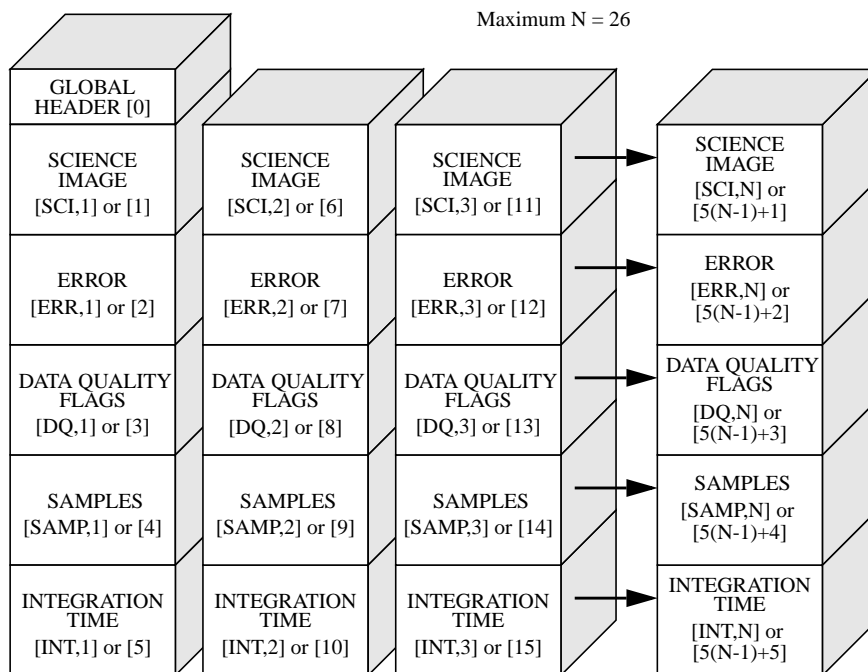 Maximum N = 26
GLOBAL
HEADER [0]
SCIENCE
IMAGE
[SCI,1] or [1]
ERROR
[ERR,1] or [2]
DATA QUALITY
FLAGS
[DQ,1] or [3]
SAMPLES
[SAMP,1] or [4]
INTEGRATION
TIME
[INT,1] or [5]
SCIENCE
IMAGE
[SCI,2] or [6]
ERROR
[ERR,2] or [7]
DATA QUALITY
FLAGS
[DQ,2] or [8]
SAMPLES
[SAMP,2] or [9]
INTEGRATION
TIME
[INT,2] or [10]
SCIENCE
IMAGE
[SCI,3] or [11]
ERROR
[ERR,3] or [12]
DATA QUALITY
FLAGS
[DQ,3] or [13]
SAMPLES
[SAMP,3] or [14]
INTEGRATION
TIME
[INT,3] or [15]
SCIENCE
IMAGE
[SCI,N] or
[5(N-1)+1]
ERROR
[ERR,N] or
[5(N-1)+2]
DATA QUALITY
FLAGS
[DQ,N] or
[5(N-1)+3]
SAMPLES
[SAMP,N] or
[5(N-1)+4]
INTEGRATION
TIME
[INT,N] or
[5(N-1)+5]